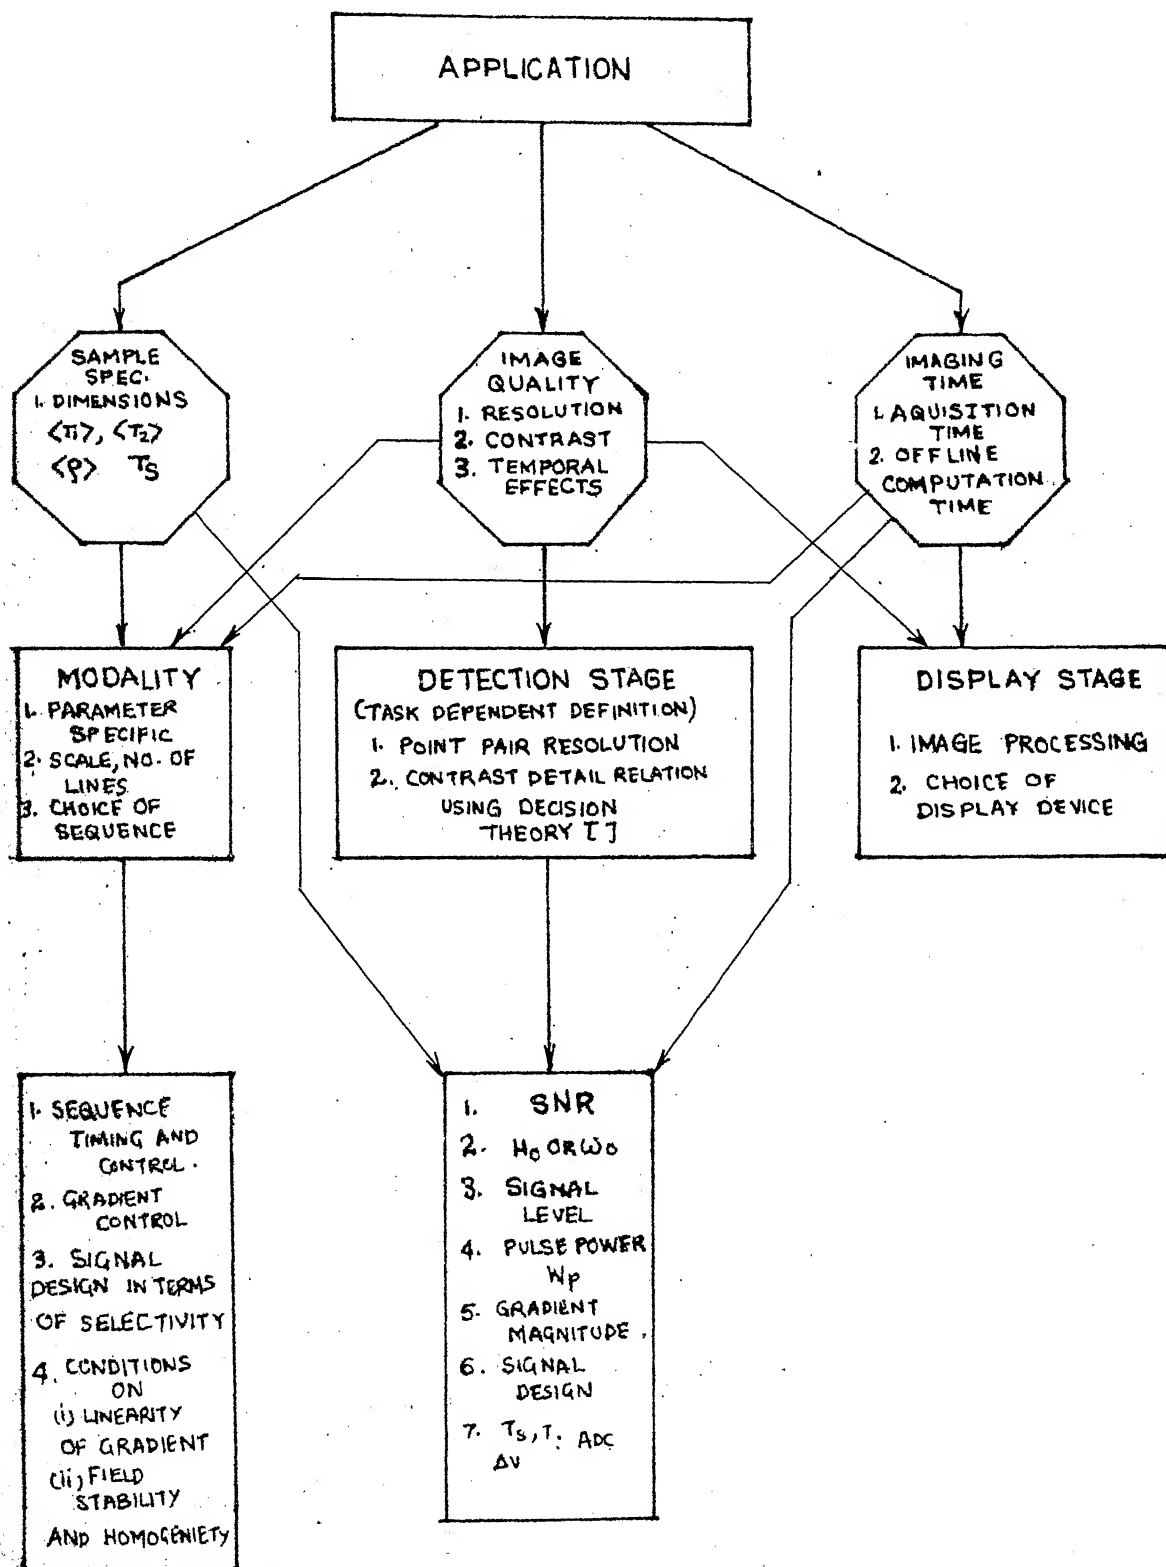 APPLICATION
SAMPLE
SPEC.
1. DIMENSIONS
<T1>, <T2>
<ρ> TS
IMAGE
QUALITY
1. RESOLUTION
2. CONTRAST
3. TEMPORAL
EFFECTS
IMAGING
TIME
1. AQUISITION
TIME
2. OFFLINE
COMPUTATION
TIME
MODALITY
1. PARAMETER
SPECIFIC
2. SCALE, NO. OF
LINES
3. CHOICE OF
SEQUENCE
DETECTION STAGE
(TASK DEPENDENT DEFINITION)
1. POINT PAIR RESOLUTION
2. CONTRAST DETAIL RELATION
USING DECISION
THEORY [ ]
DISPLAY STAGE
1. IMAGE PROCESSING
2. CHOICE OF
DISPLAY DEVICE
1. SEQUENCE
TIMING AND
CONTROL.
2. GRADIENT
CONTROL
3. SIGNAL
DESIGN IN TERMS
OF SELECTIVITY
4. CONDITIONS
ON
(i) LINEARITY
OF GRADIENT
(ii) FIELD
STABILITY
AND HOMOGENIETY
1. SNR
2. H0 OR ω0
3. SIGNAL
LEVEL
4. PULSE POWER
Wp
5. GRADIENT
MAGNITUDE.
6. SIGNAL
DESIGN
7. TS, T: ADC
Δν